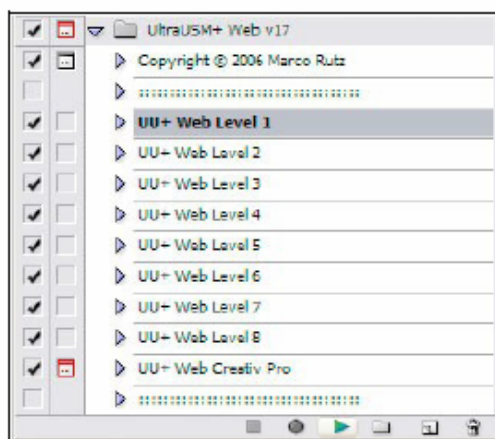 UltraUSM+ Web v17
Copyright © 2006 Marco Rutz
::::::::::::::::::::::::::::::::::::
UU+ Web Level 1
UU+ Web Level 2
UU+ Web Level 3
UU+ Web Level 4
UU+ Web Level 5
UU+ Web Level 6
UU+ Web Level 7
UU+ Web Level 8
UU+ Web Creativ Pro
::::::::::::::::::::::::::::::::::::